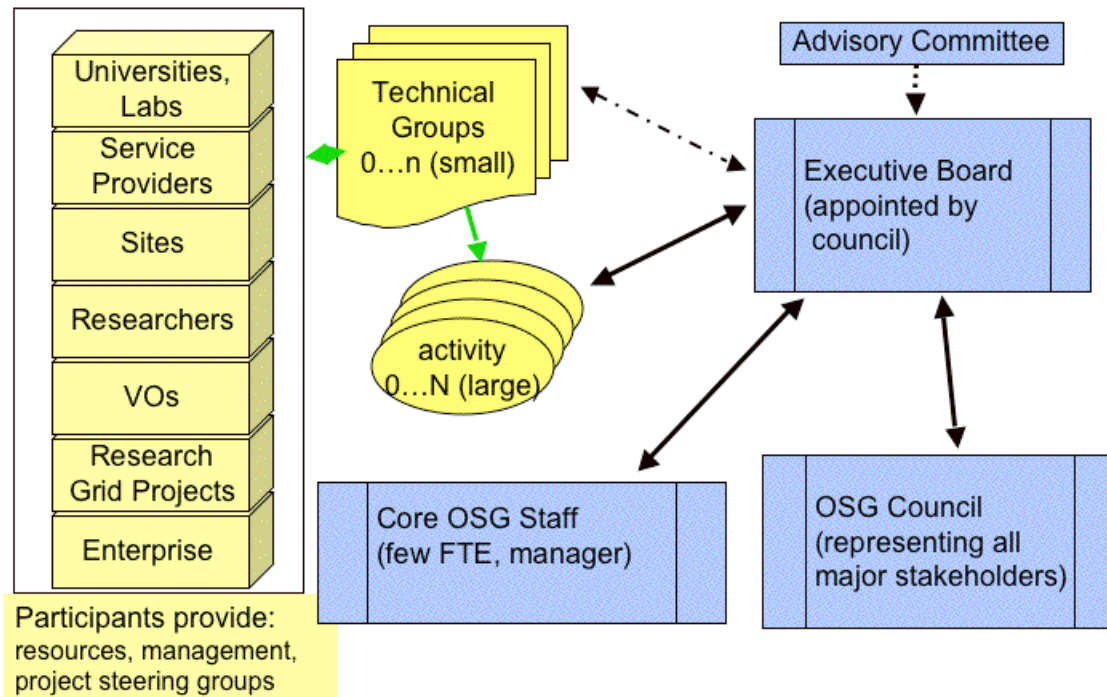 Universities,
Labs
Service
Providers
Sites
Researchers
VOs
Research
Grid Projects
Enterprise
Participants provide:
resources, management,
project steering groups
Technical
Groups
0...n (small)
activity
0...N (large)
Advisory Committee
Executive Board
(appointed by
council)
Core OSG Staff
(few FTE, manager)
OSG Council
(representing all
major stakeholders)